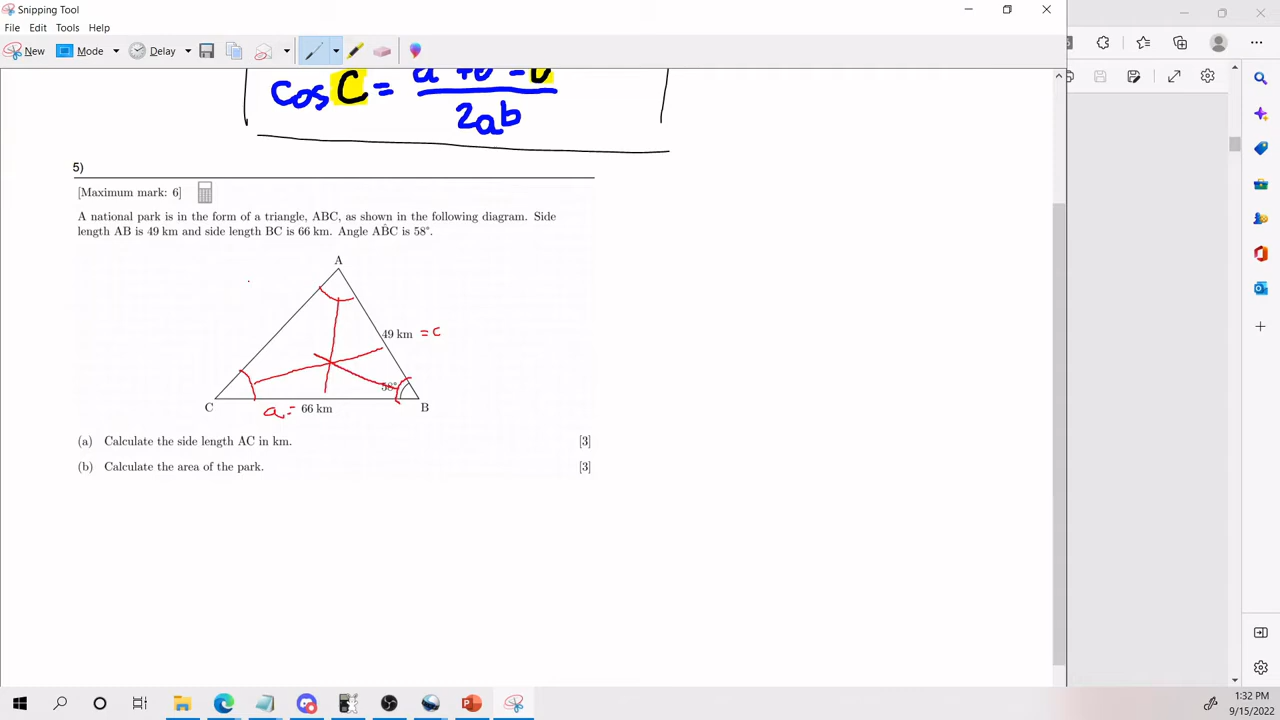 Snipping Tool
File Edit Tools Help
New Mode Delay
cos C =
2ab
5)
[Maximum mark: 6]
A national park is in the form of a triangle, ABC, as shown in the following diagram. Side
length AB is 49 km and side length BC is 66 km. Angle AB̂C is 58°.
A
49 km = c
58°
C
a = 66 km
B
(a) Calculate the side length AC in km. [3]
(b) Calculate the area of the park. [3]
1:32 PM
9/15/2022